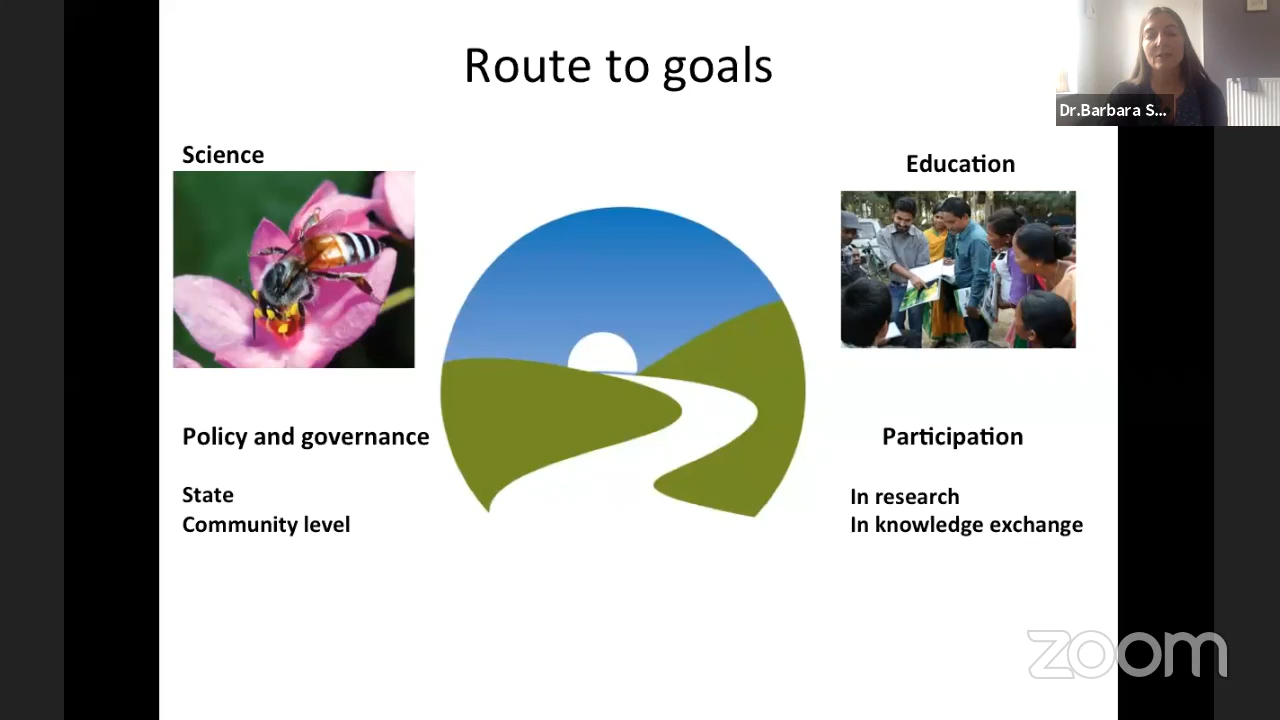 Route to goals
Dr.Barbara S...
Science
Education
Policy and governance
Participation
State
Community level
In research
In knowledge exchange
zoom